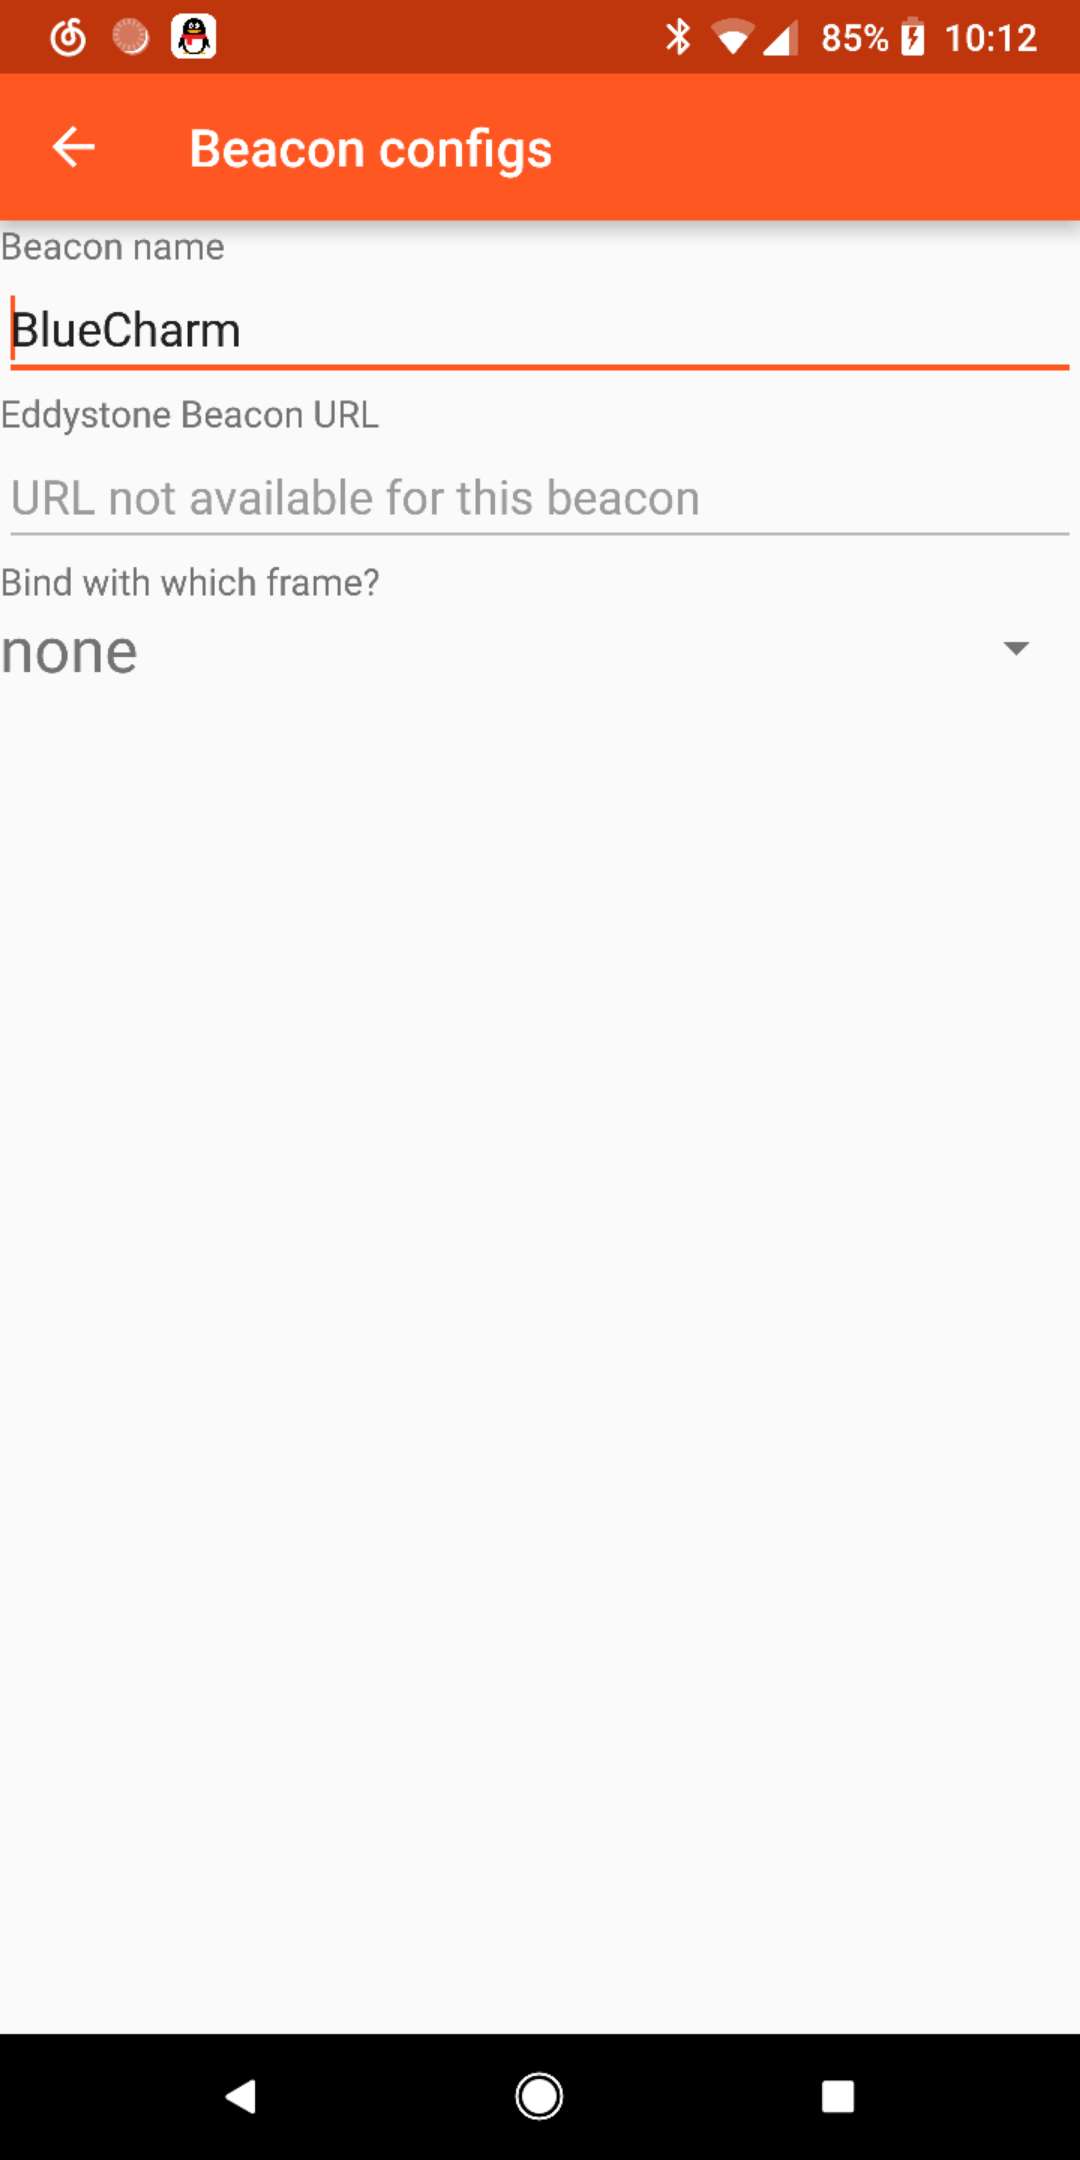 85% 10:12
Beacon configs
Beacon name
BlueCharm
Eddystone Beacon URL
URL not available for this beacon
Bind with which frame?
none